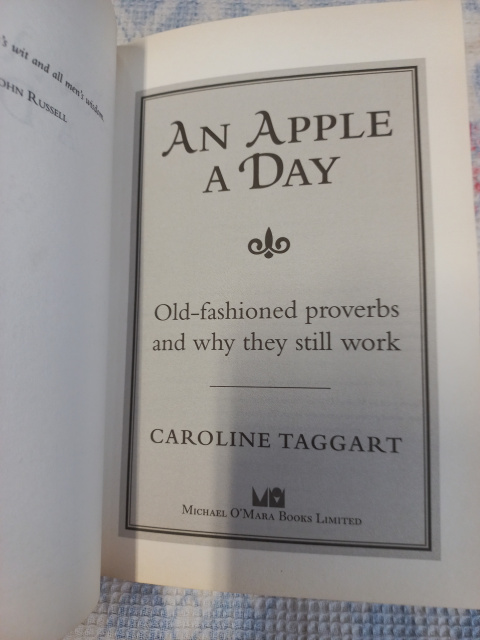 's wit and all men's wisdom.
OHN RUSSELL
AN APPLE
A DAY
Old-fashioned proverbs
and why they still work
CAROLINE TAGGART
MICHAEL O'MARA BOOKS LIMITED